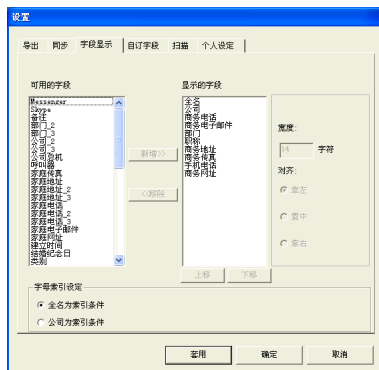 设置
导出 同步 字段显示 自订字段 扫描 个人设定
可用的字段
Messenger
Skype
备注
部门_2
部门_3
公司_2
公司_3
公司总机
呼叫器
家庭传真
家庭地址
家庭地址_2
家庭地址_3
家庭电话
家庭电话_2
家庭电话_3
家庭电子邮件
家庭网址
建立时间
结婚纪念日
类别
新增>>
<<移除
显示的字段
全名
公司
商务电话
商务电子邮件
部门
职称
商务地址
商务传真
手机电话
商务网址
上移 下移
宽度:
14 字符
对齐:
靠左
置中
靠右
字母索引设定
全名为索引条件
公司为索引条件
套用 确定 取消